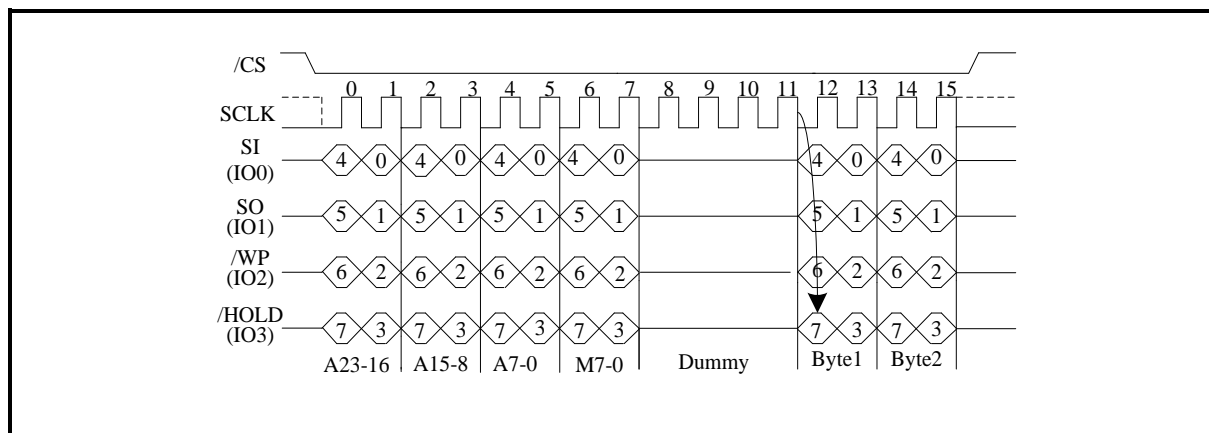 /CS
0 1 2 3 4 5 6 7 8 9 10 11 12 13 14 15
SCLK
SI
(IO0)
4 0 4 0 4 0 4 0 4 0 4 0
SO
(IO1)
5 1 5 1 5 1 5 1 5 1 5 1
/WP
(IO2)
6 2 6 2 6 2 6 2 6 2 6 2
/HOLD
(IO3)
7 3 7 3 7 3 7 3 7 3 7 3
A23-16 A15-8 A7-0 M7-0 Dummy Byte1 Byte2